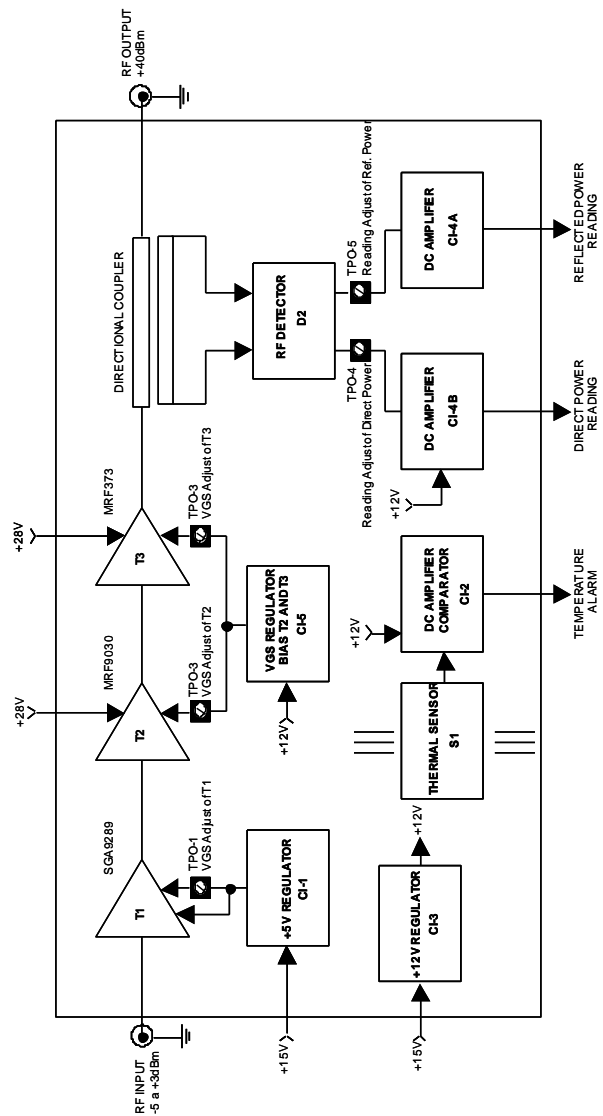 RF INPUT
-5 a +3dBm
SGA9289
T1
TPO-1
VGS Adjust of T1
+5V REGULATOR
CI-1
+15V
+28V
MRF9030
T2
TPO-3
VGS Adjust of T2
+28V
MRF373
T3
TPO-3
VGS Adjust of T3
VGS REGULATOR
BIAS T2 AND T3
CI-5
+12V
DIRECTIONAL COUPLER
RF OUTPUT
+40dBm
RF DETECTOR
D2
TPO-4
Reading Adjust of Direct Power
TPO-5
Reading Adjust of Ref. Power
+15V
+12V REGULATOR
CI-3
+12V
THERMAL SENSOR
S1
+12V
DC AMPLIFIER
COMPARATOR
CI-2
TEMPERATURE
ALARM
+12V
DC AMPLIFIER
CI-4B
DIRECT POWER
READING
DC AMPLIFIER
CI-4A
REFLECTED POWER
READING